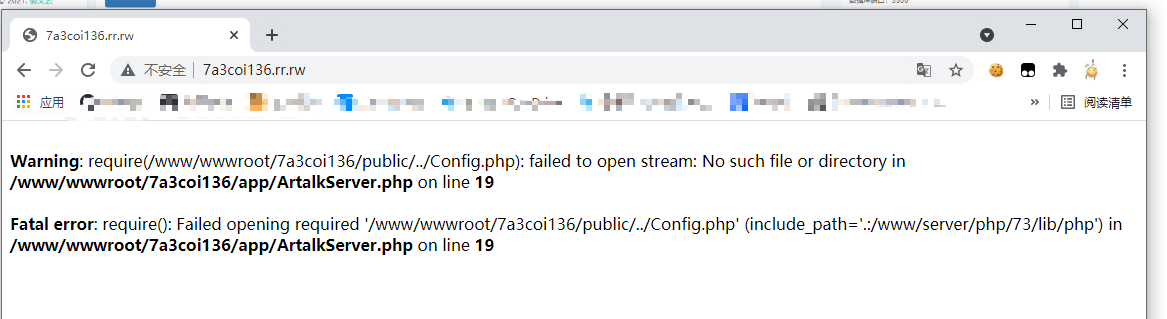 © 2021.
7a3coi136.rr.rw
不安全 | 7a3coi136.rr.rw
应用
» 阅读清单
Warning: require(/www/wwwroot/7a3coi136/public/../Config.php): failed to open stream: No such file or directory in
/www/wwwroot/7a3coi136/app/ArtalkServer.php on line 19
Fatal error: require(): Failed opening required '/www/wwwroot/7a3coi136/public/../Config.php' (include_path='.:/www/server/php/73/lib/php') in
/www/wwwroot/7a3coi136/app/ArtalkServer.php on line 19